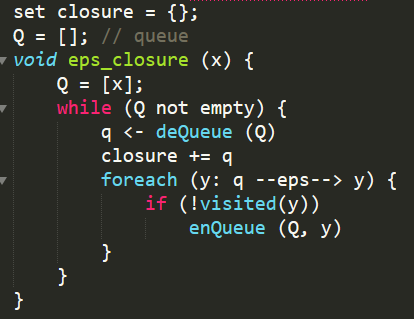 set closure = {};
Q = []; // queue
void eps_closure (x) {
    Q = [x];
    while (Q not empty) {
        q <- deQueue (Q)
        closure += q
        foreach (y: q --eps--> y) {
            if (!visited(y))
                enQueue (Q, y)
        }
    }
}